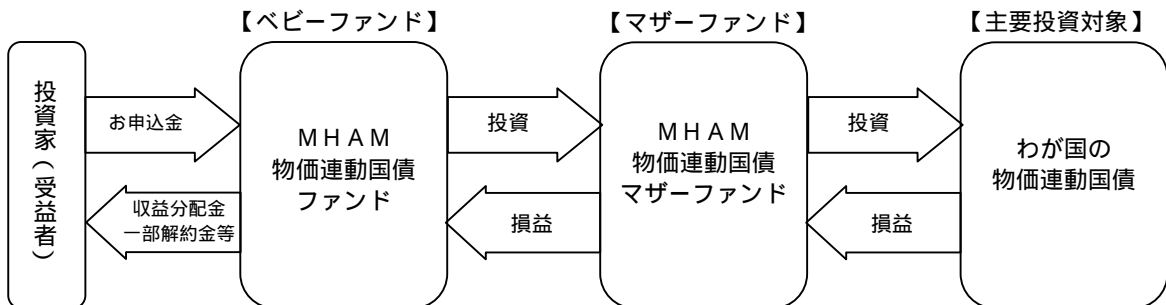 【ベビーファンド】
【マザーファンド】
【主要投資対象】
投資家(受益者)
お申込金
収益分配金
一部解約金等
MHAM
物価連動国債
ファンド
投資
損益
MHAM
物価連動国債
マザーファンド
投資
損益
わが国の
物価連動国債